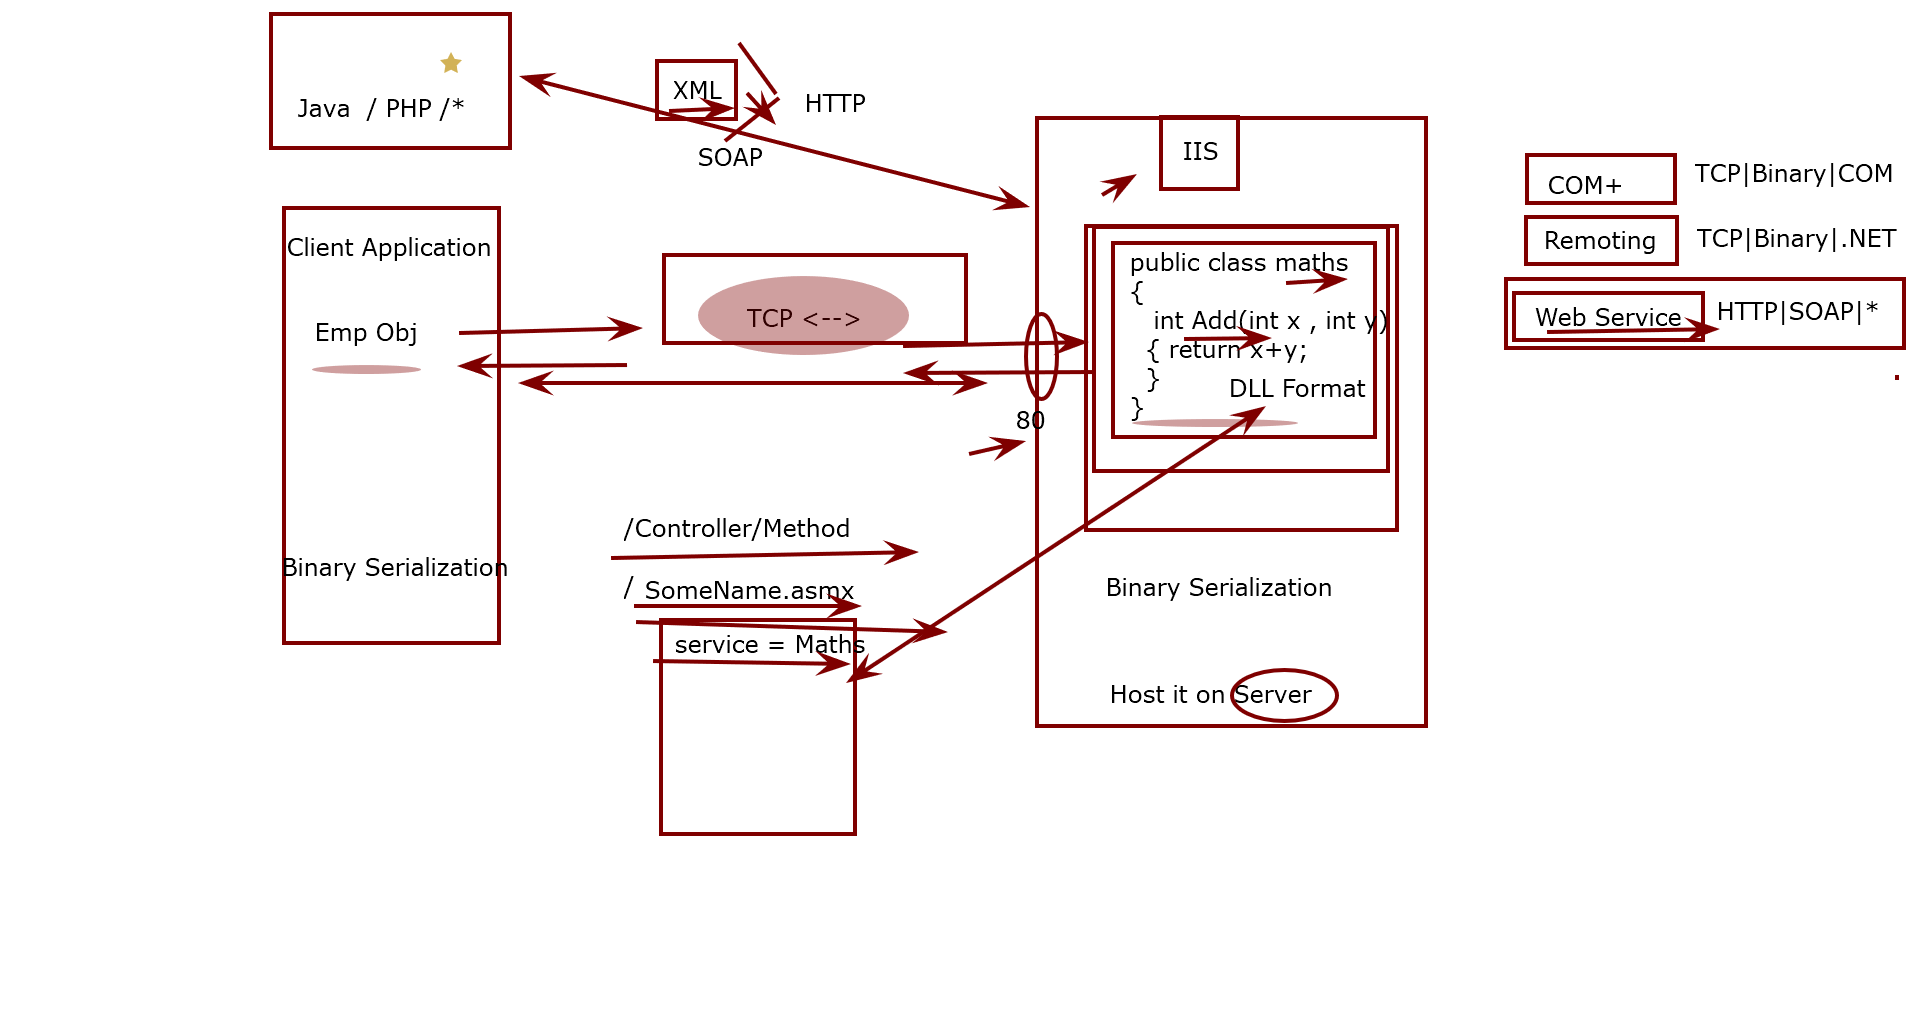 Java / PHP /*
XML
HTTP
SOAP
IIS
COM+
TCP|Binary|COM
Remoting
TCP|Binary|.NET
Web Service
HTTP|SOAP|*
.
Client Application
Emp Obj
Binary Serialization
TCP <-->
80
public class maths
{
int Add(int x , int y)
{ return x+y;
}
DLL Format
}
/Controller/Method
/ SomeName.asmx
service = Maths
Binary Serialization
Host it on Server